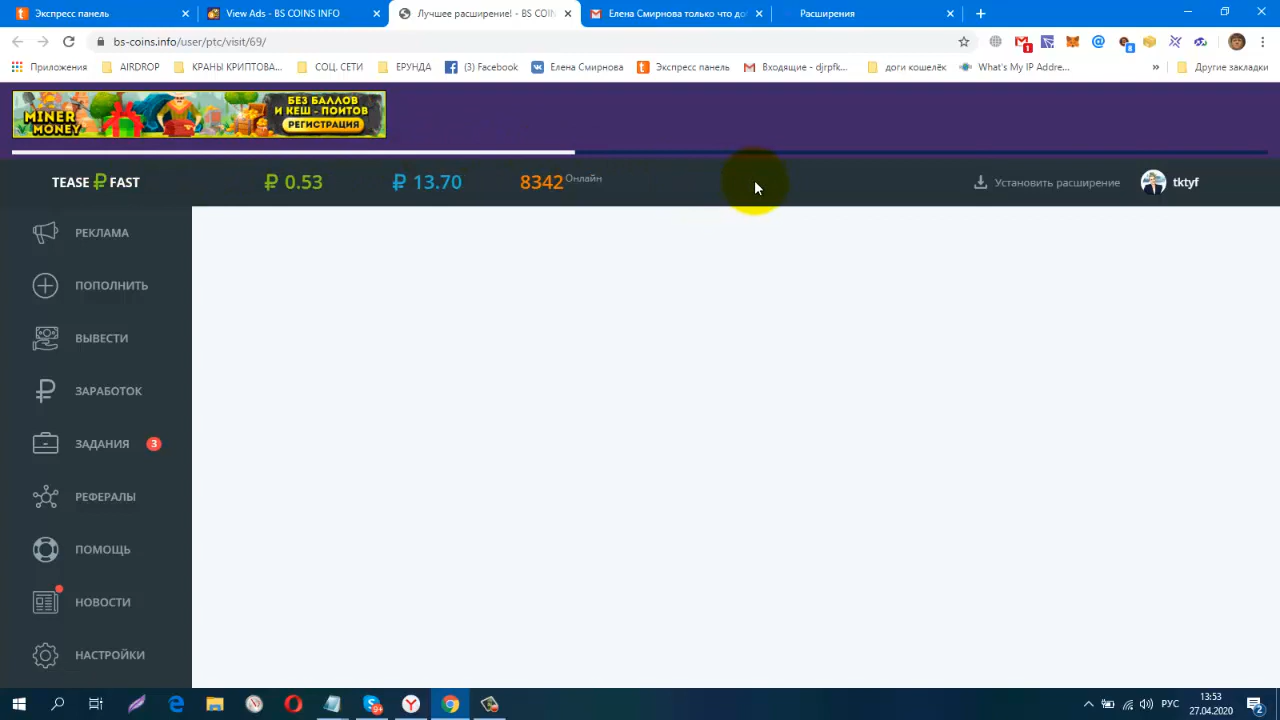 Экспресс панель
View Ads - BS COINS INFO
Лучшее расширение! - BS COIN
Елена Смирнова только что до
Расширения
bs-coins.info/user/ptc/visit/69/
1
8
Приложения
AIRDROP
КРАНЫ КРИПТОВА...
СОЦ. СЕТИ
ЕРУНДА
(3) Facebook
Елена Смирнова
Экспресс панель
Входящие - djrpfk...
доги кошелёк
What's My IP Addre...
»
Другие закладки
MINER MONEY
БЕЗ БАЛЛОВ
И КЕШ - ПОИТОВ
РЕГИСТРАЦИЯ
TEASE ₽ FAST
₽ 0.53
₽ 13.70
8342 Онлайн
Установить расширение
tktyf
РЕКЛАМА
ПОПОЛНИТЬ
ВЫВЕСТИ
ЗАРАБОТОК
ЗАДАНИЯ 3
РЕФЕРАЛЫ
ПОМОЩЬ
НОВОСТИ
НАСТРОЙКИ
9+
РУС
13:53
27.04.2020
2